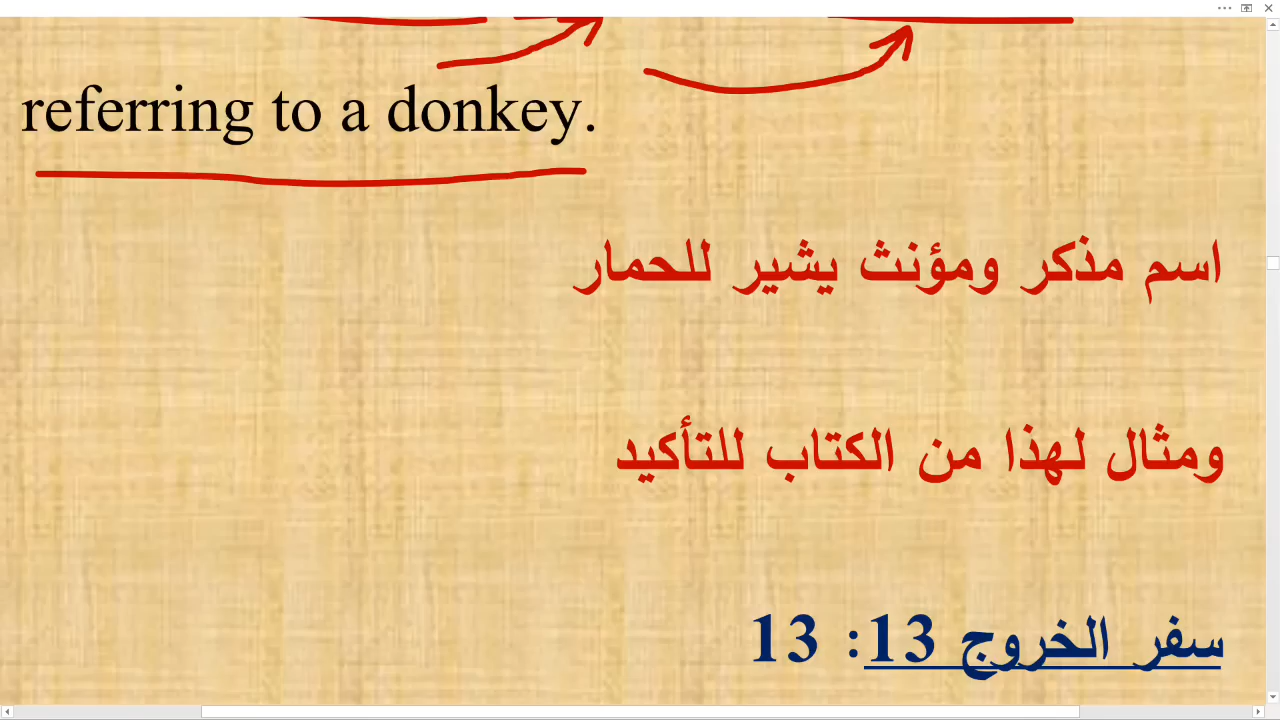 referring to a donkey.
اسم مذكر ومؤنث يشير للحمار
ومثال لهذا من الكتاب للتأكيد
سفر الخروج 13: 13